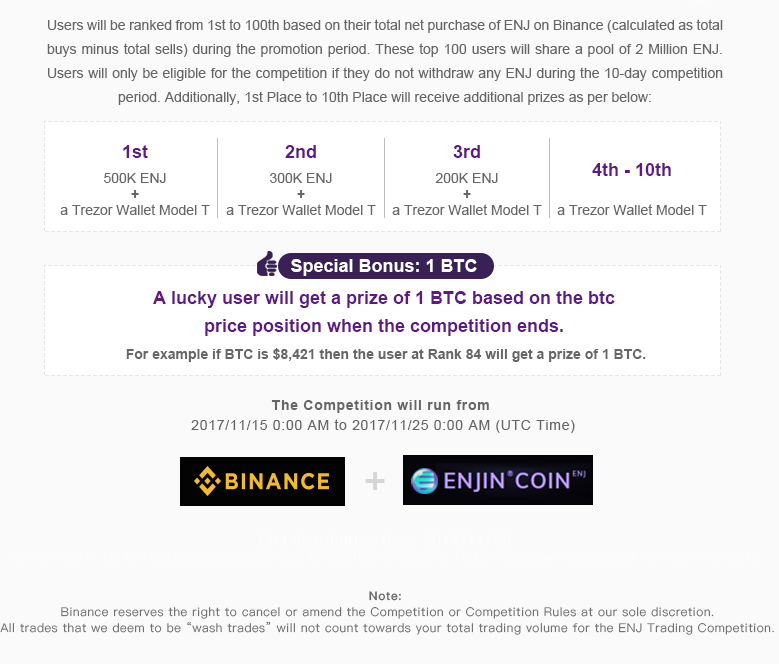 Users will be ranked from 1st to 100th based on their total net purchase of ENJ on Binance (calculated as total
buys minus total sells) during the promotion period. These top 100 users will share a pool of 2 Million ENJ.
Users will only be eligible for the competition if they do not withdraw any ENJ during the 10-day competition
period. Additionally, 1st Place to 10th Place will receive additional prizes as per below:
1st
500K ENJ
+
a Trezor Wallet Model T
2nd
300K ENJ
+
a Trezor Wallet Model T
3rd
200K ENJ
+
a Trezor Wallet Model T
4th - 10th
a Trezor Wallet Model T
Special Bonus: 1 BTC
A lucky user will get a prize of 1 BTC based on the btc
price position when the competition ends.
For example if BTC is $8,421 then the user at Rank 84 will get a prize of 1 BTC.
The Competition will run from
2017/11/15 0:00 AM to 2017/11/25 0:00 AM (UTC Time)
BINANCE + ENJIN®COIN ENJ
Note:
Binance reserves the right to cancel or amend the Competition or Competition Rules at our sole discretion.
All trades that we deem to be “wash trades” will not count towards your total trading volume for the ENJ Trading Competition.